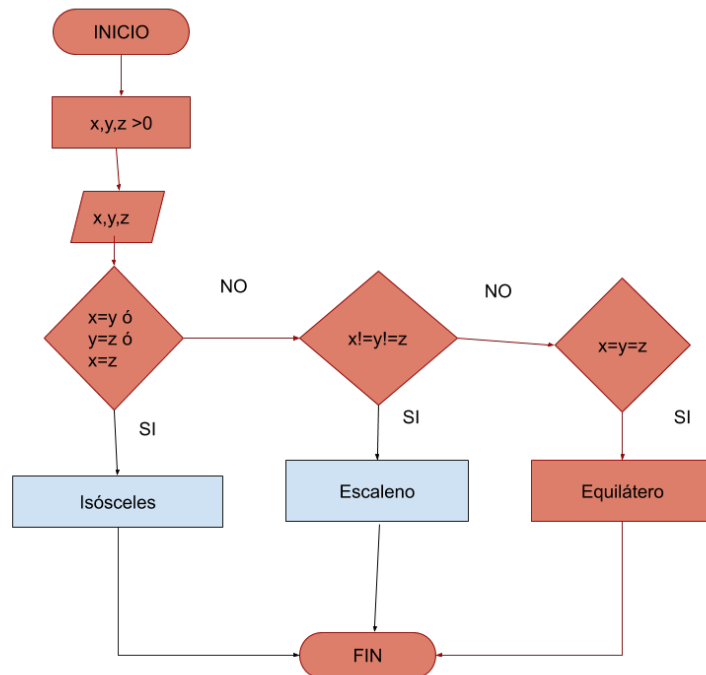 INICIO
x,y,z >0
x,y,z
x=y ó
y=z ó
x=z
NO
x!=y!=z
NO
x=y=z
SI
SI
SI
Isósceles
Escaleno
Equilátero
FIN